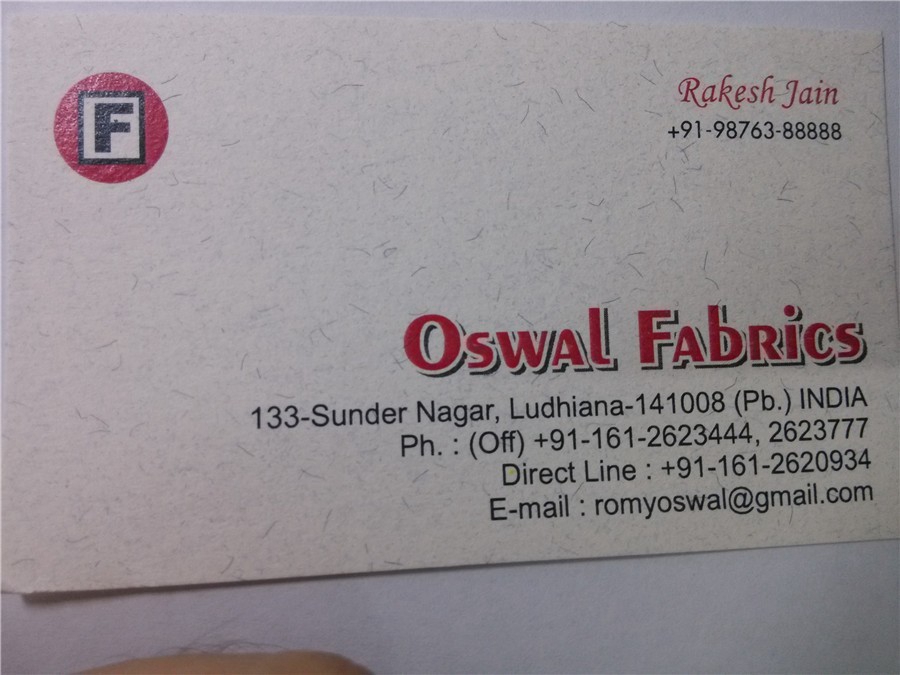 F
Rakesh Jain
+91-98763-88888
Oswal Fabrics
133-Sunder Nagar, Ludhiana-141008 (Pb.) INDIA
Ph. : (Off) +91-161-2623444, 2623777
Direct Line : +91-161-2620934
E-mail : romyoswal@gmail.com